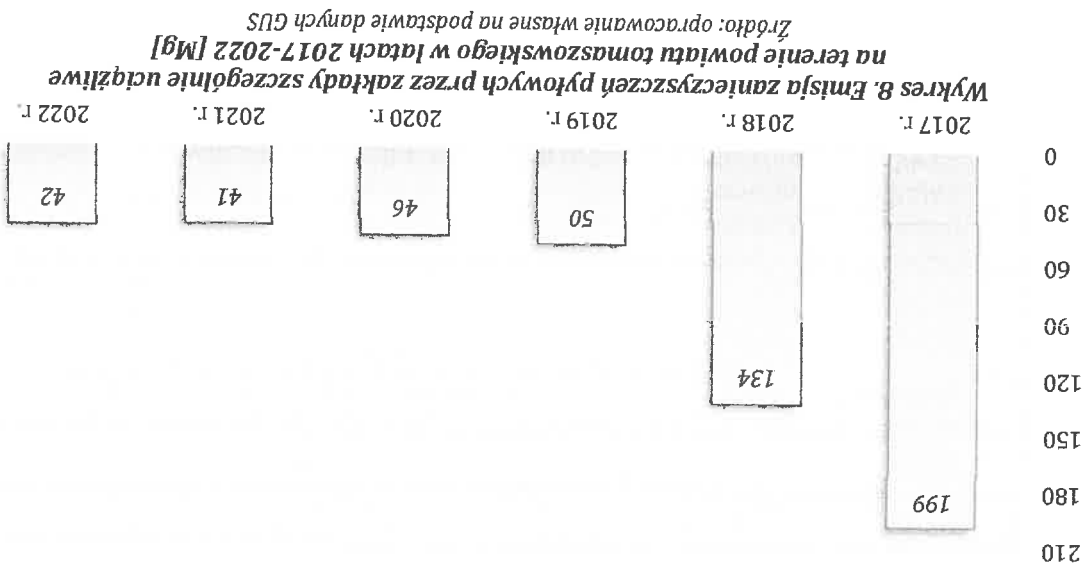 210
180
199
150
120
134
90
60
30
50 46 41 42
0
2017 r. 2018 r. 2019 r. 2020 r. 2021 r. 2022 r.
Wykres 8. Emisja zanieczyszczeń pyłowych przez zakłady szczególnie uciążliwe
na terenie powiatu tomaszowskiego w latach 2017-2022 [Mg]
Źródło: opracowanie własne na podstawie danych GUS